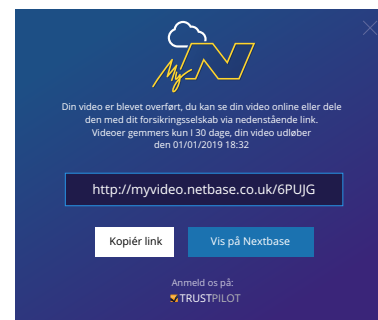 My N
Din video er blevet overført, du kan se din video online eller dele
den med dit forsikringsselskab via nedenstående link.
Videoer gemmers kun I 30 dage, din video udløber
den 01/01/2019 18:32
http://myvideo.netbase.co.uk/6PUJG
Kopiér link
Vis på Nextbase
Anmeld os på:
TRUSTPILOT